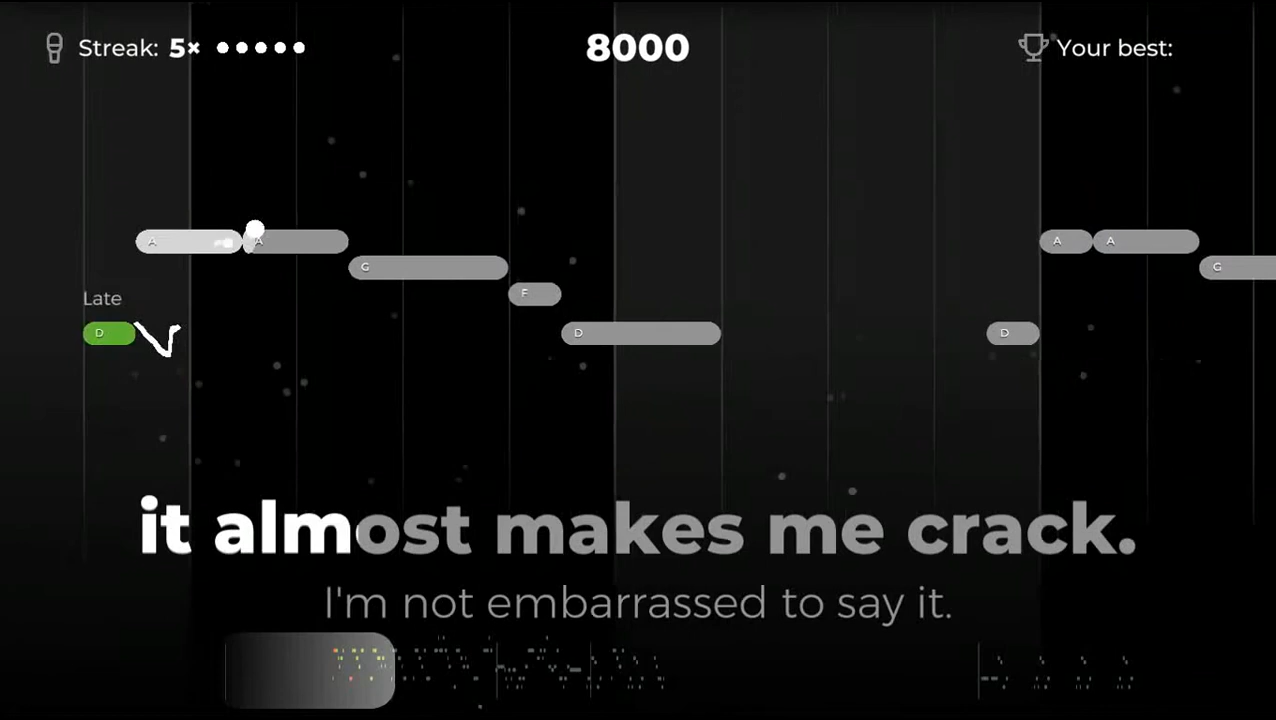 Streak: 5× 8000 Your best:
A A A A
G G
F
Late
D D D
it almost makes me crack.
I'm not embarrassed to say it.